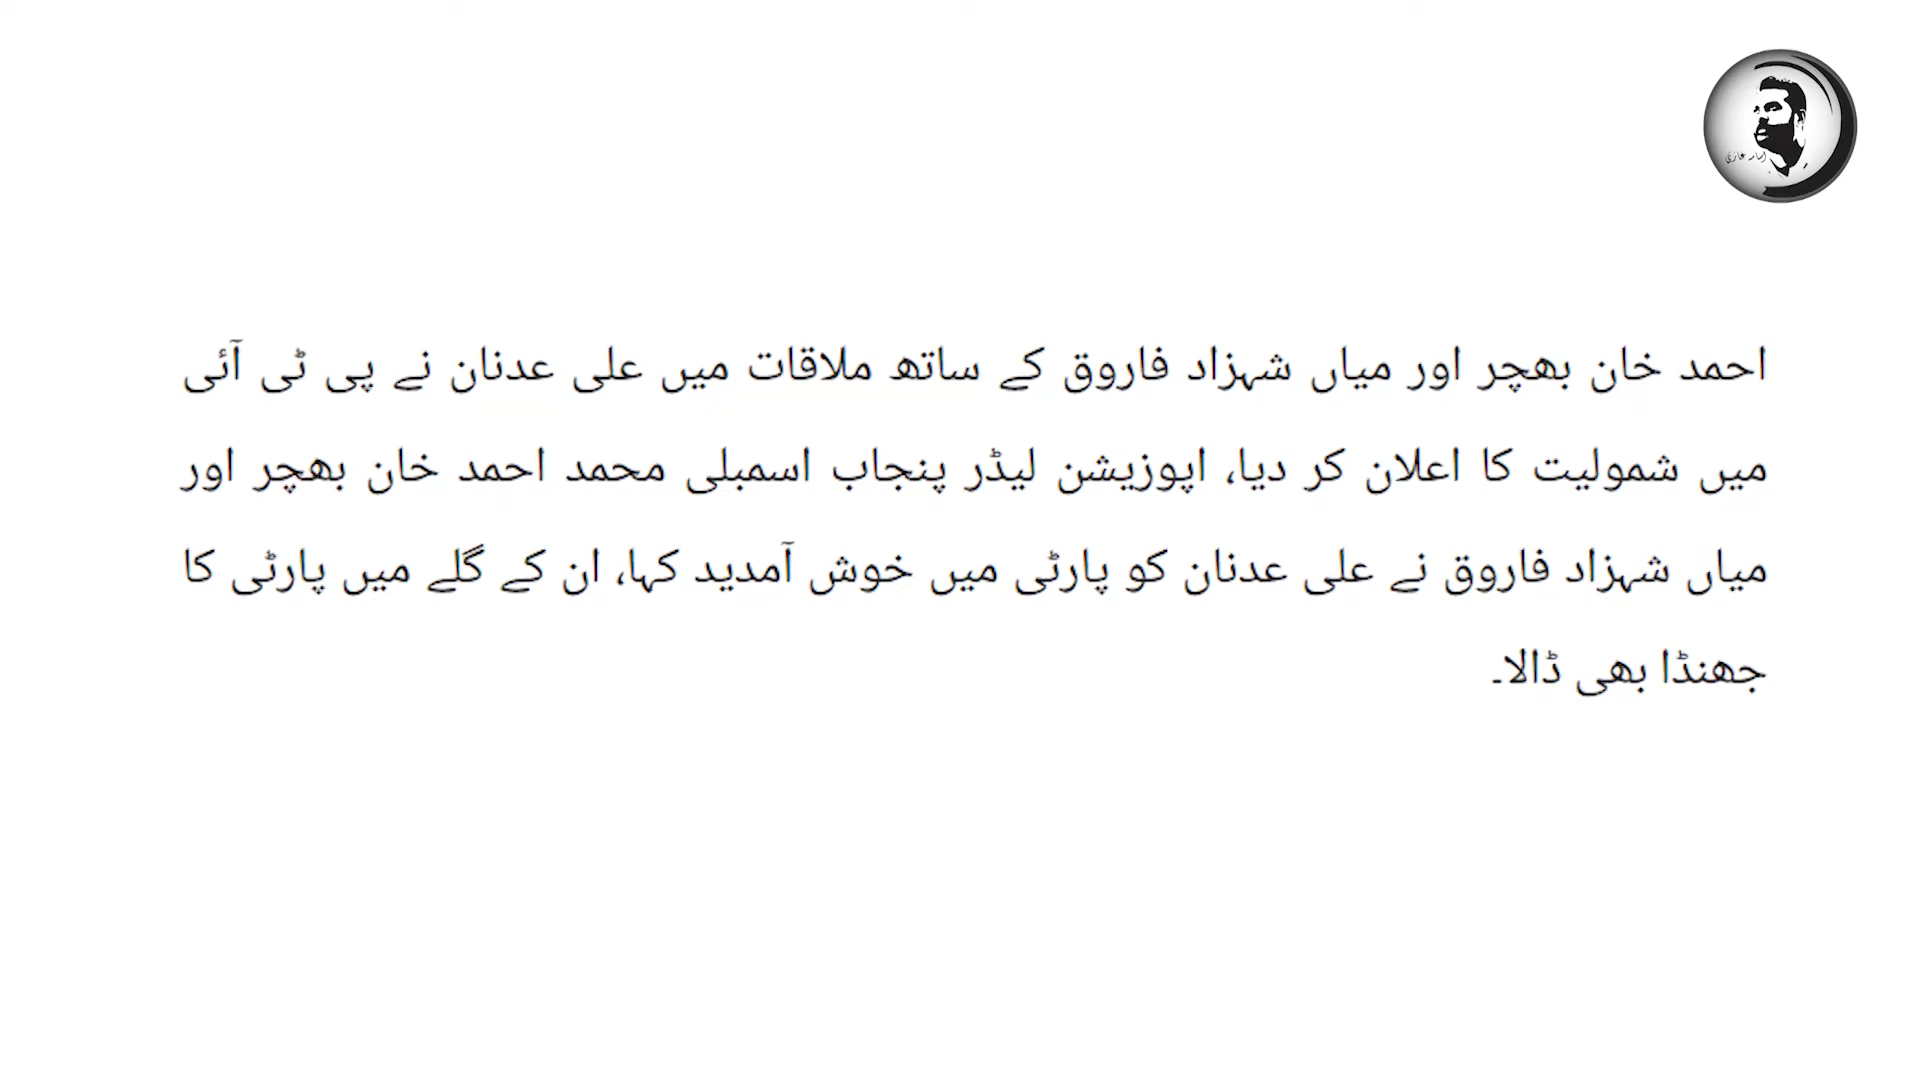 اسامہ غازی
احمد خان بھچر اور میاں شہزاد فاروق کے ساتھ ملاقات میں علی عدنان نے پی ٹی آئی
میں شمولیت کا اعلان کر دیا، اپوزیشن لیڈر پنجاب اسمبلی محمد احمد خان بھچر اور
میاں شہزاد فاروق نے علی عدنان کو پارٹی میں خوش آمدید کہا، ان کے گلے میں پارٹی کا
جھنڈا بھی ڈالا۔